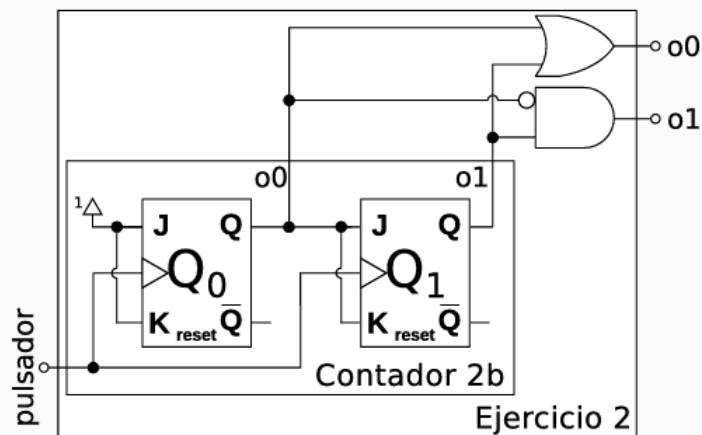 o0
o1
o0
o1
1
J
Q
J
Q
Q0
Q1
K
reset
Q̅
K
reset
Q̅
pulsador
Contador 2b
Ejercicio 2